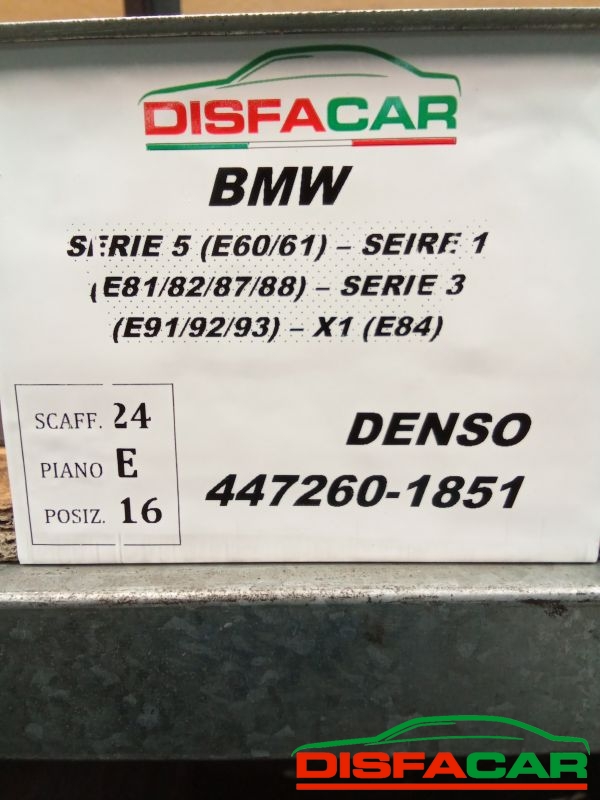 DISFACAR
BMW
SERIE 5 (E60/61) – SEIRE 1
(E81/82/87/88) – SERIE 3
(E91/92/93) – X1 (E84)
SCAFF. 24
PIANO E
POSIZ. 16
DENSO
447260-1851
DISFACAR